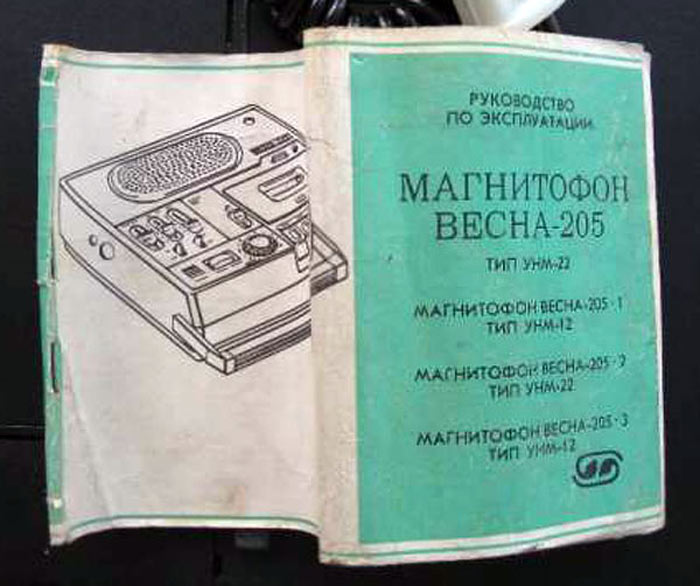 РУКОВОДСТВО
ПО ЭКСПЛУАТАЦИИ
МАГНИТОФОН
ВЕСНА-205
ТИП УНМ-22
МАГНИТОФОН ВЕСНА-205-1
ТИП УНМ-12
МАГНИТОФОН ВЕСНА-205-2
ТИП УНМ-22
МАГНИТОФОН ВЕСНА-205-3
ТИП УНМ-12